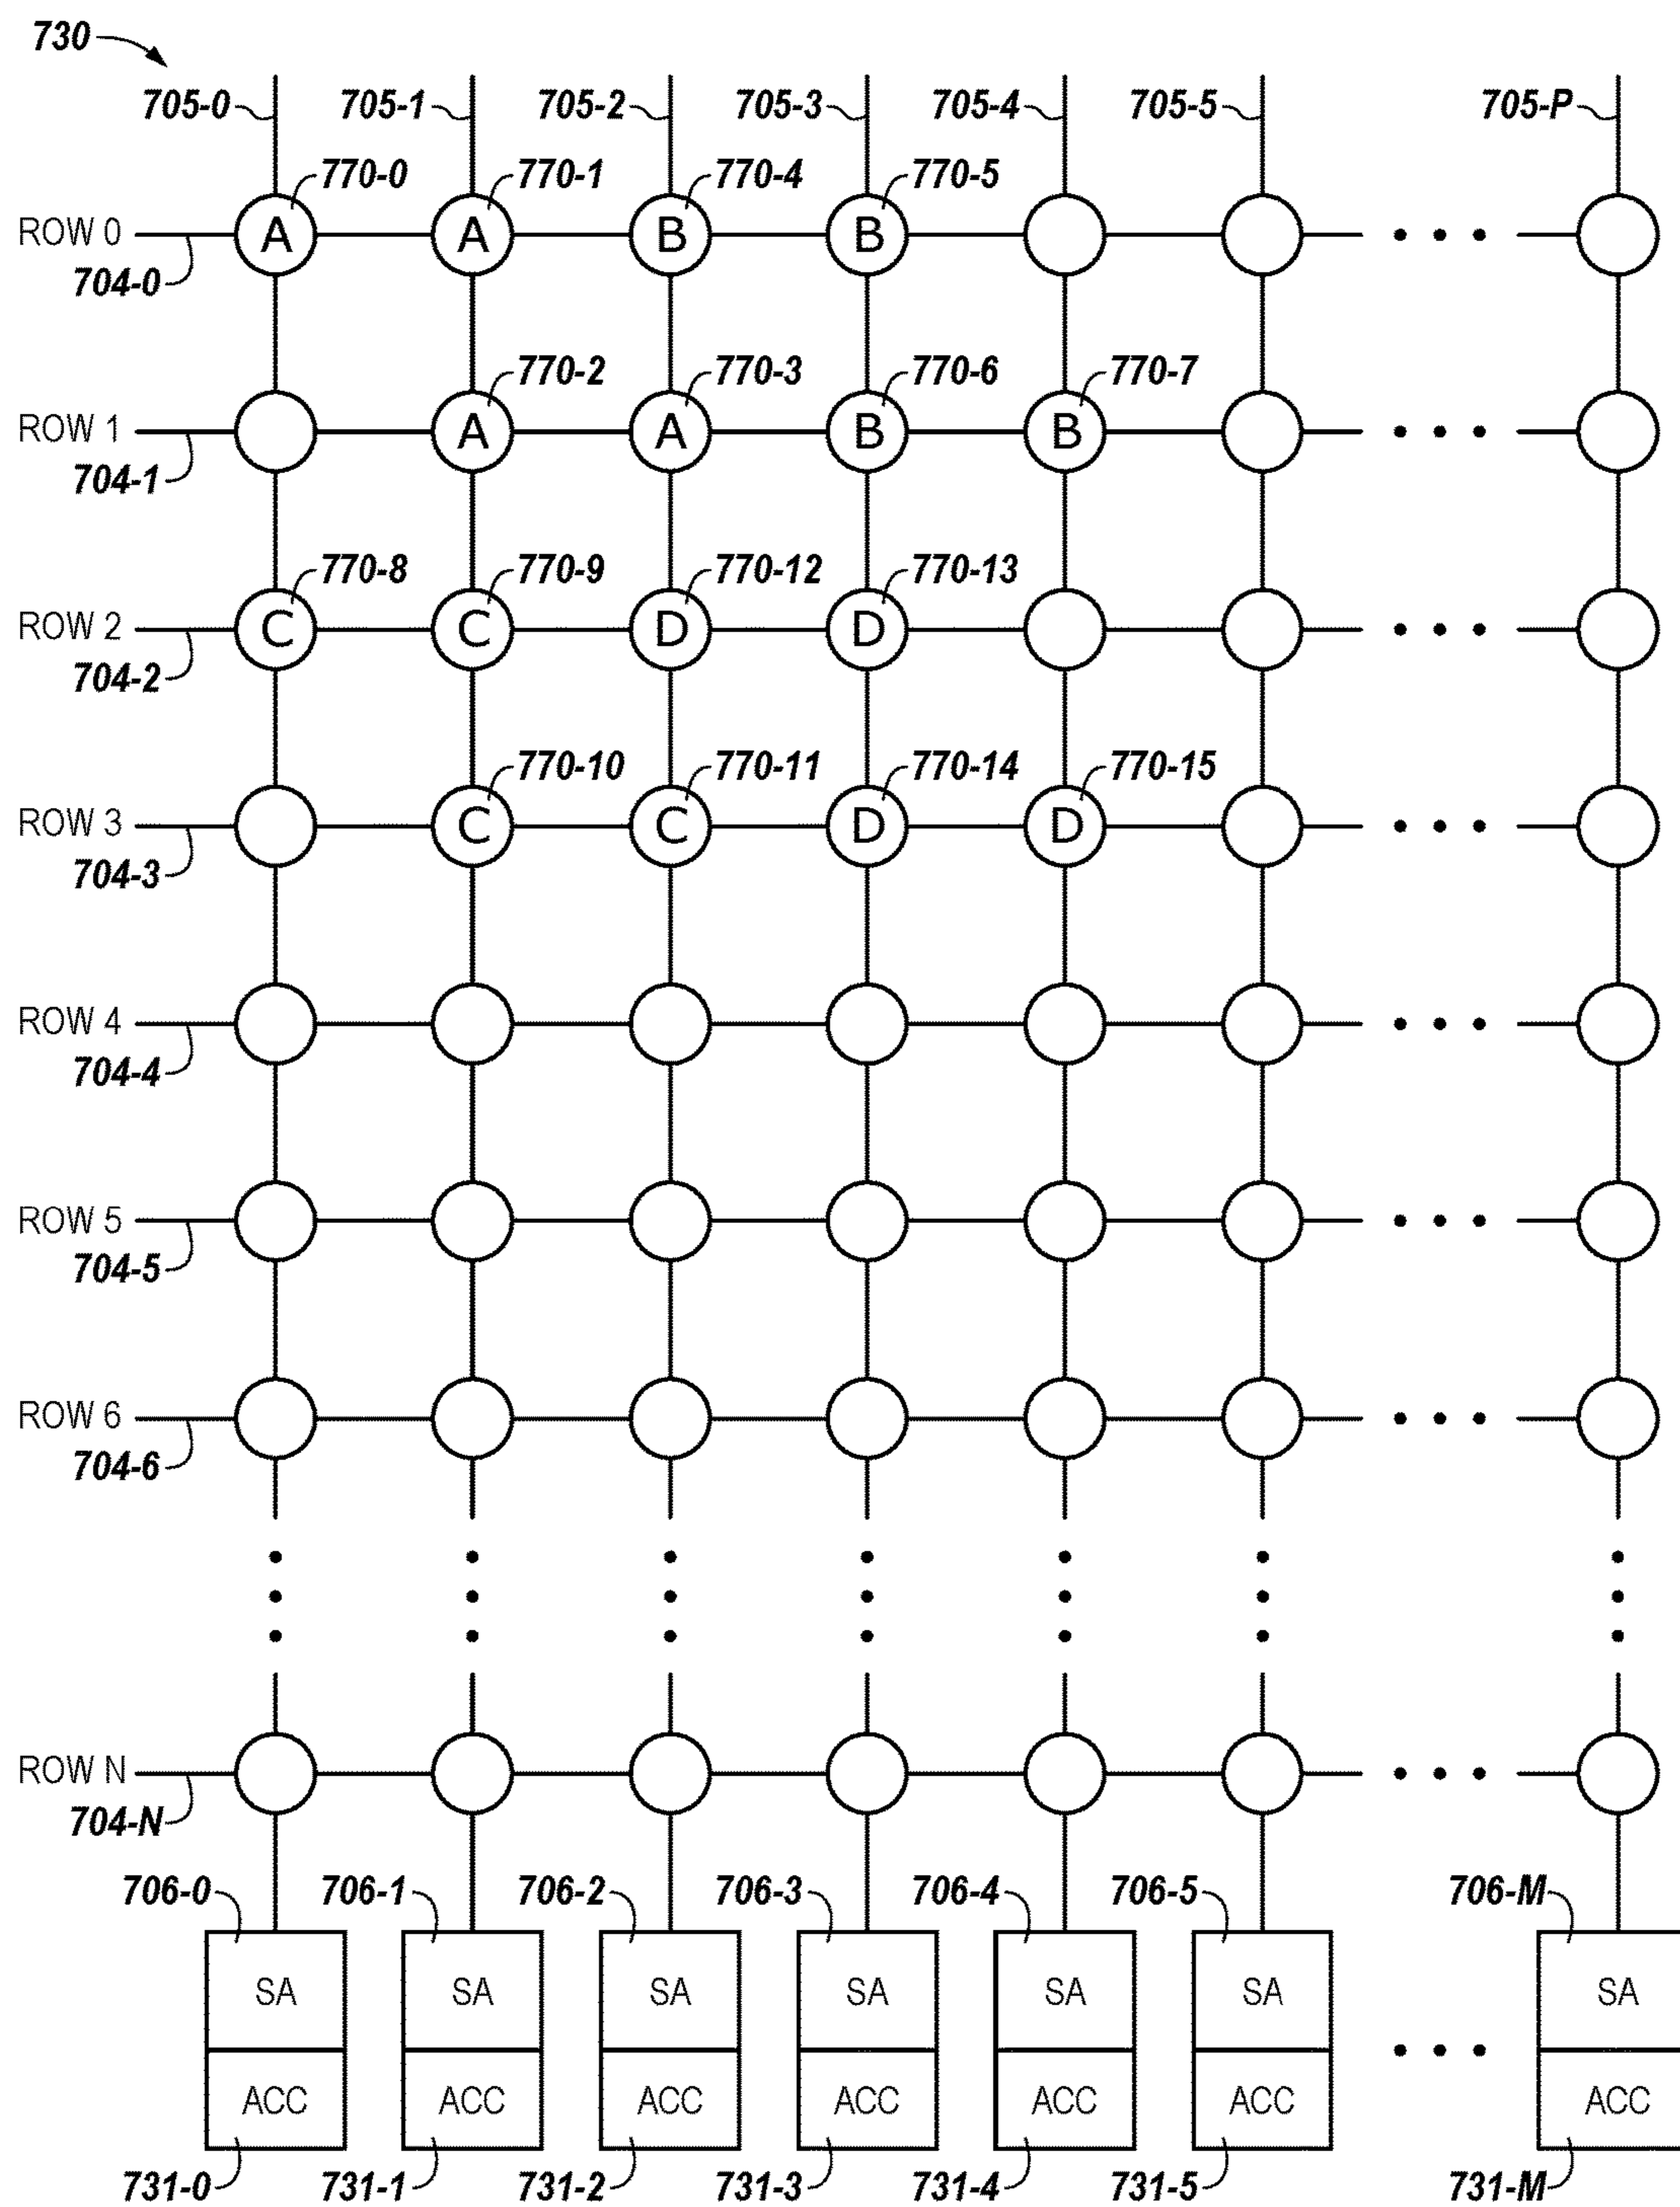 730
705-0 705-1 705-2 705-3 705-4 705-5 705-P
770-0 770-1 770-4 770-5
ROW 0 A A B B
704-0
770-2 770-3 770-6 770-7
ROW 1 A A B B
704-1
770-8 770-9 770-12 770-13
ROW 2 C C D D
704-2
770-10 770-11 770-14 770-15
ROW 3 C C D D
704-3
ROW 4
704-4
ROW 5
704-5
ROW 6
704-6
ROW N
704-N
706-0 706-1 706-2 706-3 706-4 706-5 706-M
SA SA SA SA SA SA SA
ACC ACC ACC ACC ACC ACC ACC
731-0 731-1 731-2 731-3 731-4 731-5 731-M